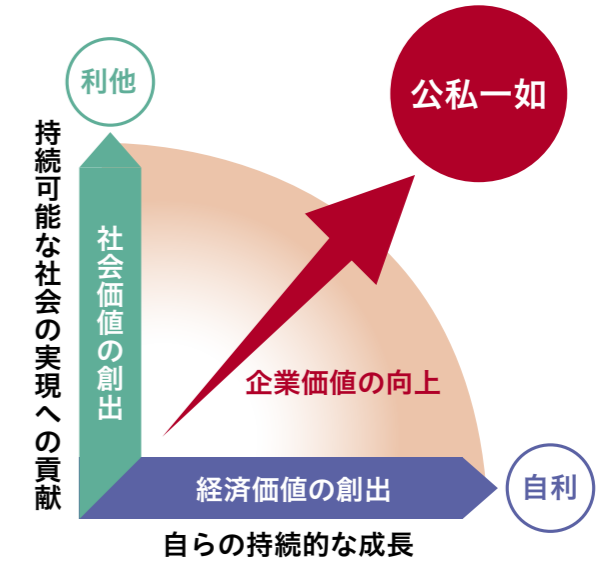 利他
公私一如
持続可能な社会の実現への貢献
社会価値の創出
企業価値の向上
経済価値の創出
自利
自らの持続的な成長